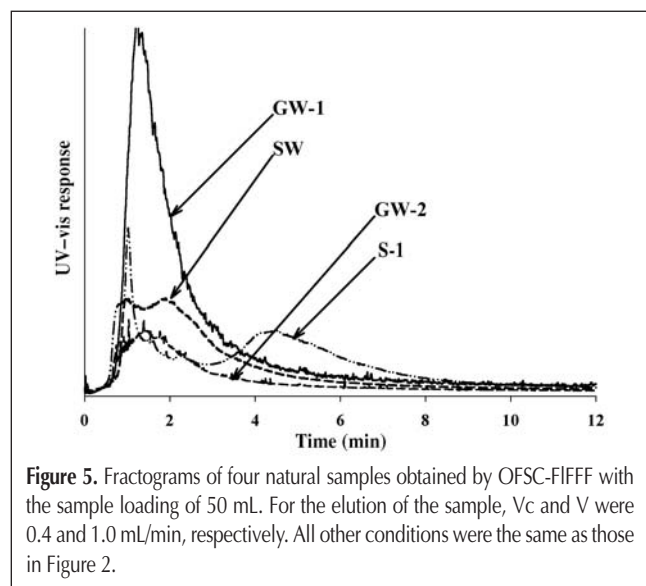 UV–vis response
GW-1
SW
GW-2
S-1
0
2
4
6
8
10
12
Time (min)
Figure 5. Fractograms of four natural samples obtained by OFSC-FlFFF with
the sample loading of 50 mL. For the elution of the sample, Vc and V were
0.4 and 1.0 mL/min, respectively. All other conditions were the same as those
in Figure 2.